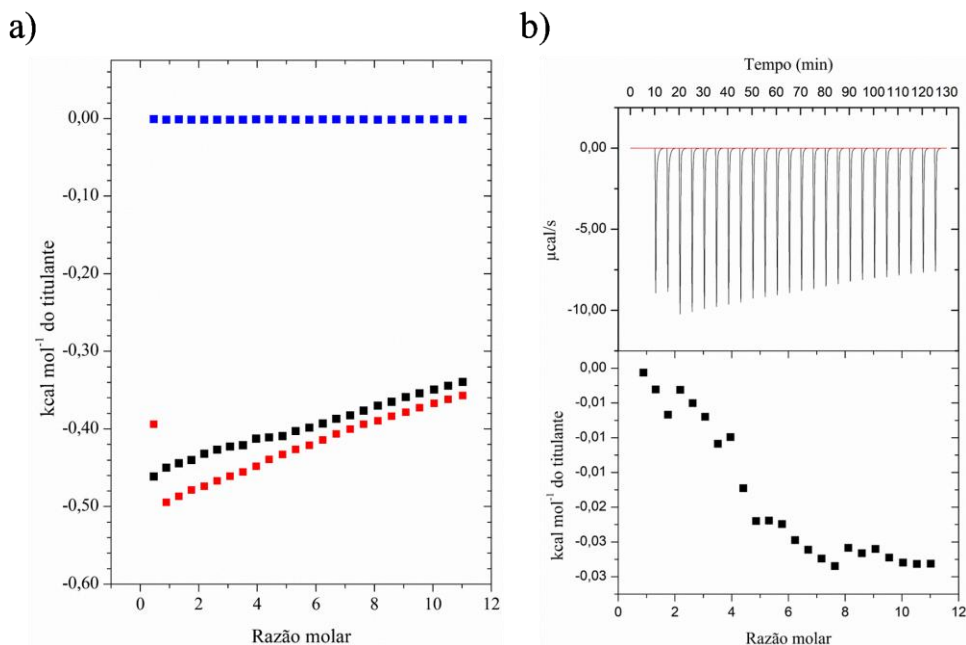 a)
0,00
-0,10
-0,20
-0,30
-0,40
-0,50
-0,60
kcal mol⁻¹ do titulante
0 2 4 6 8 10 12
Razão molar
b)
Tempo (min)
0 10 20 30 40 50 60 70 80 90 100 110 120 130
0,00
-5,00
-10,00
μcal/s
0,00
-0,01
-0,01
-0,01
-0,02
-0,03
-0,03
kcal mol⁻¹ do titulante
0 2 4 6 8 10 12
Razão molar